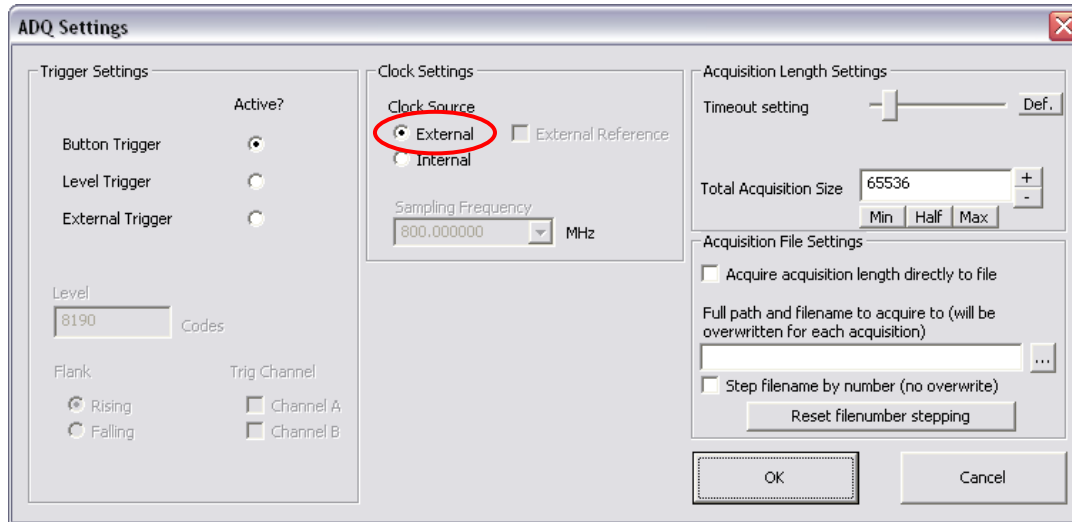 ADQ Settings
Trigger Settings
Active?
Button Trigger
Level Trigger
External Trigger
Level
8190
Codes
Flank
Trig Channel
Rising
Channel A
Falling
Channel B
Clock Settings
Clock Source
External
External Reference
Internal
Sampling Frequency
800.000000
MHz
Acquisition Length Settings
Timeout setting
Def.
Total Acquisition Size
65536
+
-
Min
Half
Max
Acquisition File Settings
Acquire acquisition length directly to file
Full path and filename to acquire to (will be
overwritten for each acquisition)
...
Step filename by number (no overwrite)
Reset filenumber stepping
OK
Cancel